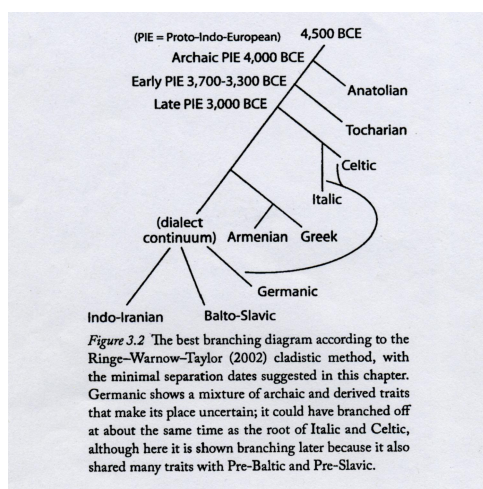 (PIE = Proto-Indo-European) 4,500 BCE
Archaic PIE 4,000 BCE
Early PIE 3,700-3,300 BCE
Anatolian
Late PIE 3,000 BCE
Tocharian
Celtic
Italic
(dialect
continuum) Armenian Greek
Germanic
Indo-Iranian Balto-Slavic
Figure 3.2 The best branching diagram according to the
Ringe–Warnow–Taylor (2002) cladistic method, with
the minimal separation dates suggested in this chapter.
Germanic shows a mixture of archaic and derived traits
that make its place uncertain; it could have branched off
at about the same time as the root of Italic and Celtic,
although here it is shown branching later because it also
shared many traits with Pre-Baltic and Pre-Slavic.